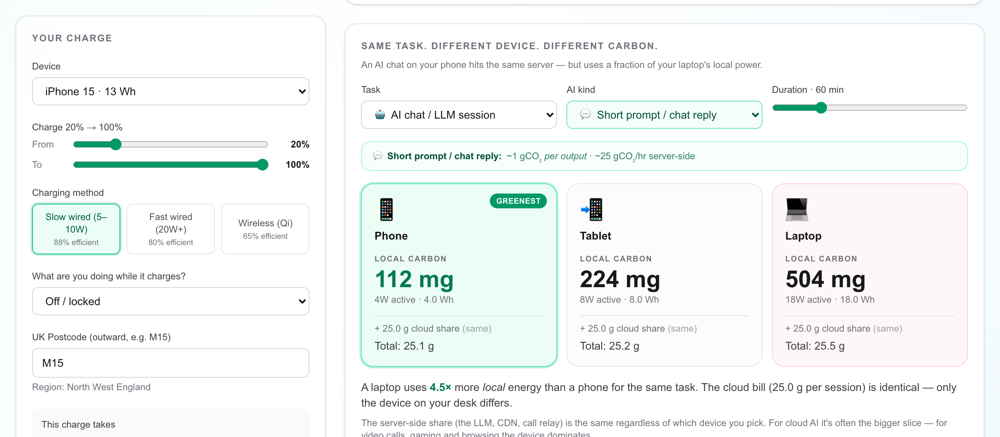 YOUR CHARGE
Device
iPhone 15 · 13 Wh
Charge 20% → 100%
From 20%
To 100%
Charging method
Slow wired (5–
10W)
88% efficient
Fast wired
(20W+)
80% efficient
Wireless (Qi)
65% efficient
What are you doing while it charges?
Off / locked
UK Postcode (outward, e.g. M15)
M15
Region: North West England
This charge takes
SAME TASK. DIFFERENT DEVICE. DIFFERENT CARBON.
An AI chat on your phone hits the same server — but uses a fraction of your laptop's local power.
Task
🤖 AI chat / LLM session
AI kind
💬 Short prompt / chat reply
Duration · 60 min
💬 Short prompt / chat reply: ~1 gCO₂ per output · ~25 gCO₂/hr server-side
GREENEST
Phone
LOCAL CARBON
112 mg
4W active · 4.0 Wh
+ 25.0 g cloud share (same)
Total: 25.1 g
Tablet
LOCAL CARBON
224 mg
8W active · 8.0 Wh
+ 25.0 g cloud share (same)
Total: 25.2 g
Laptop
LOCAL CARBON
504 mg
18W active · 18.0 Wh
+ 25.0 g cloud share (same)
Total: 25.5 g
A laptop uses 4.5× more local energy than a phone for the same task. The cloud bill (25.0 g per session) is identical — only
the device on your desk differs.
The server-side share (the LLM, CDN, call relay) is the same regardless of which device you pick. For cloud AI it's often the bigger slice — for
video calls, gaming and browsing the device dominates.